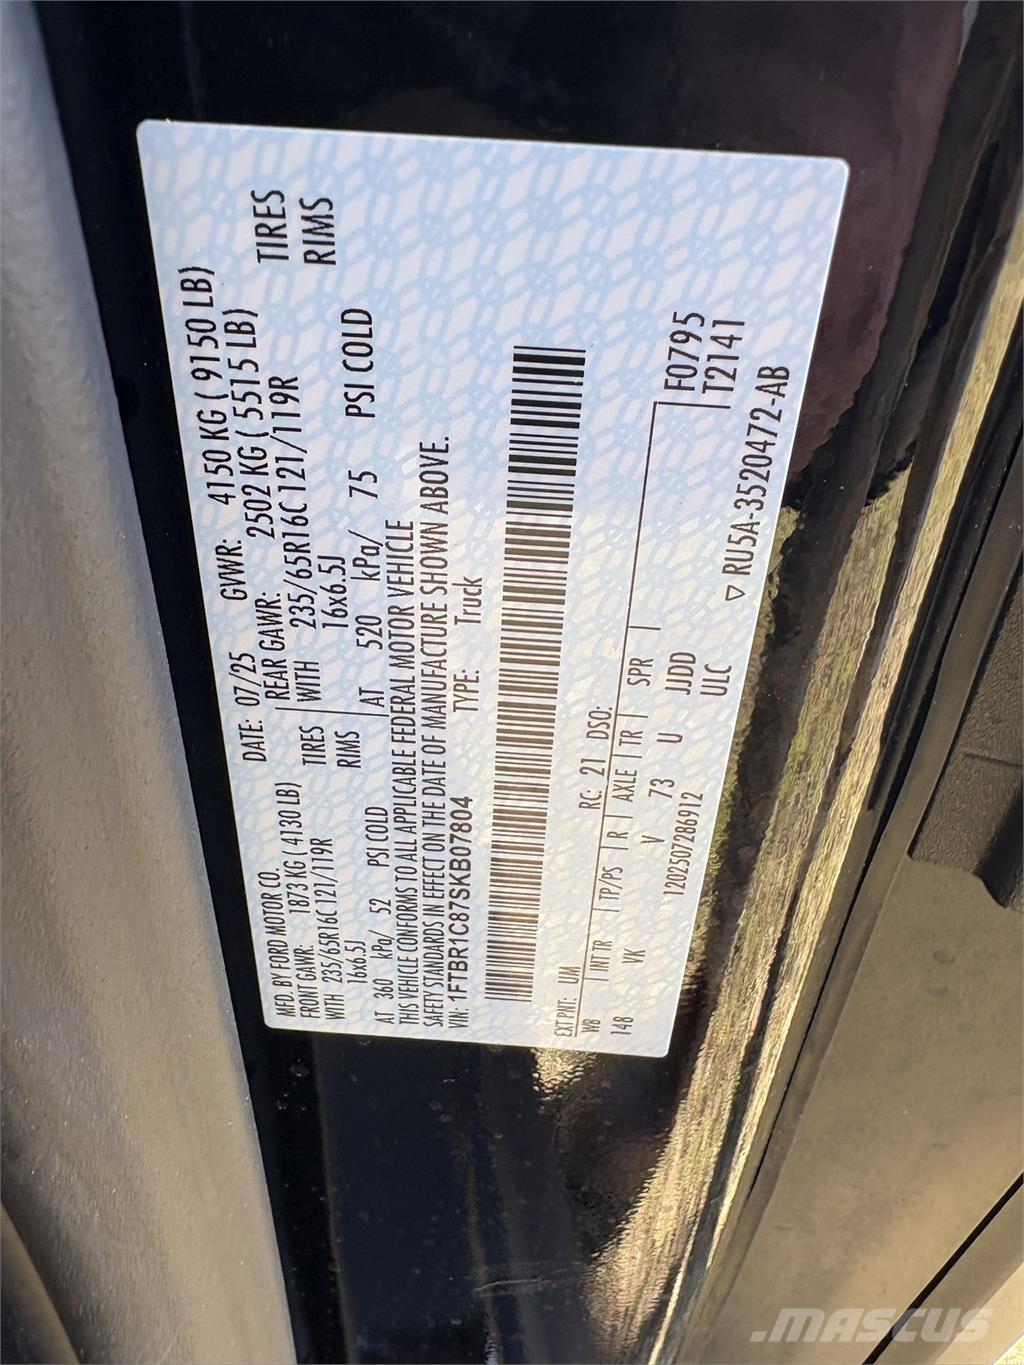 MFD. BY FORD MOTOR CO.
DATE: 07/25 GVWR: 4150 KG ( 9150 LB)
FRONT GAWR: 1873 KG ( 4130 LB) REAR GAWR: 2502 KG ( 5515 LB)
WITH 235/65R16C 121/119R TIRES WITH 235/65R16C 121/119R TIRES
16x6.5J RIMS 16x6.5J RIMS
AT 360 kPa/ 52 PSI COLD AT 520 kPa/ 75 PSI COLD
THIS VEHICLE CONFORMS TO ALL APPLICABLE FEDERAL MOTOR VEHICLE
SAFETY STANDARDS IN EFFECT ON THE DATE OF MANUFACTURE SHOWN ABOVE.
VIN: 1FTBR1C87SKB07804 TYPE: Truck
EXT PNT: UM RC: 21 DSO:
WB INT TR TP/PS R AXLE TR SPR F0795
148 VK V 73 U JDD T2141
1202507286912 ULC
▽ RU5A-3520472-AB
MASCUS